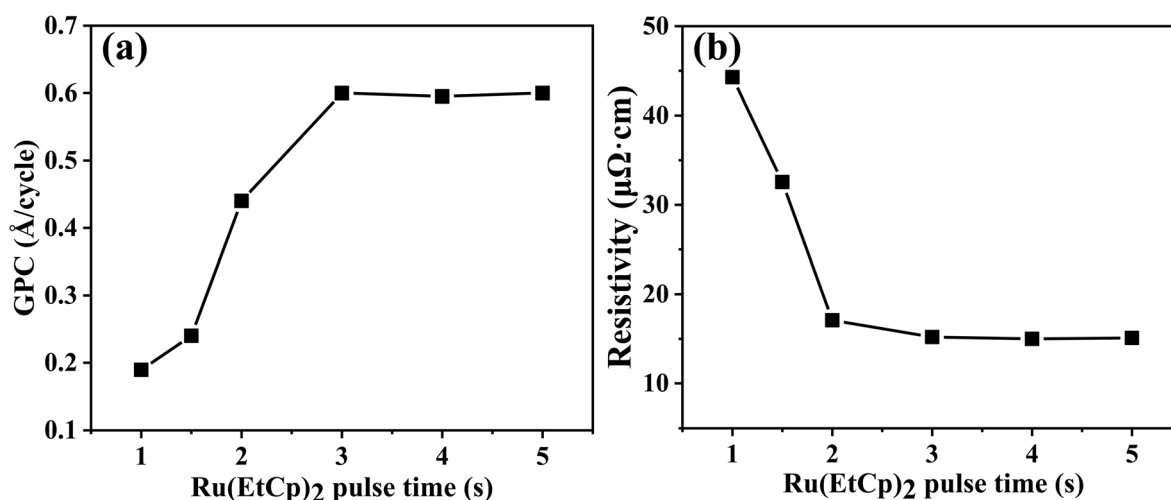 (a)
GPC (Å/cycle)
0.7
0.6
0.5
0.4
0.3
0.2
0.1
1 2 3 4 5
Ru(EtCp)2 pulse time (s)
(b)
Resistivity (μΩ·cm)
50
40
30
20
10
1 2 3 4 5
Ru(EtCp)2 pulse time (s)